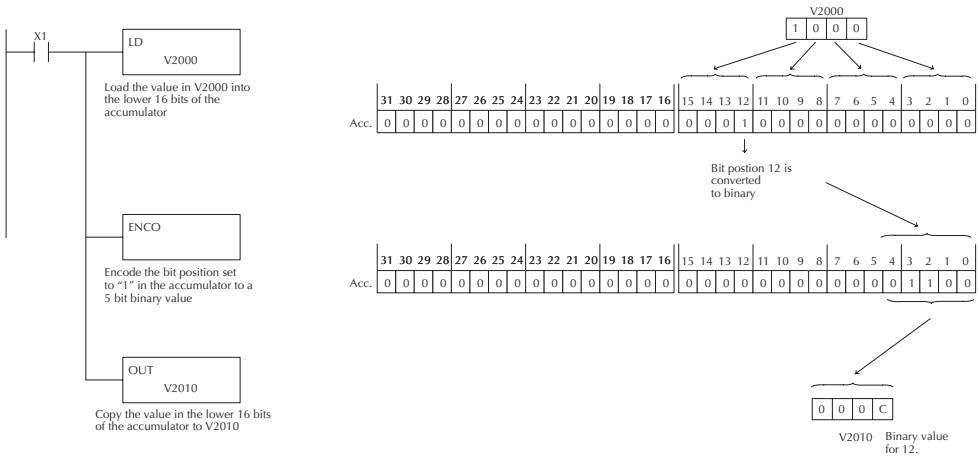 V2000
1 0 0 0
X1
LD
V2000
Load the value in V2000 into
the lower 16 bits of the
accumulator
31 30 29 28 27 26 25 24 23 22 21 20 19 18 17 16 15 14 13 12 11 10 9 8 7 6 5 4 3 2 1 0
Acc. 0 0 0 0 0 0 0 0 0 0 0 0 0 0 0 0 0 0 0 1 0 0 0 0 0 0 0 0 0 0 0 0
Bit postion 12 is
converted
to binary
ENCO
Encode the bit position set
to “1” in the accumulator to a
5 bit binary value
31 30 29 28 27 26 25 24 23 22 21 20 19 18 17 16 15 14 13 12 11 10 9 8 7 6 5 4 3 2 1 0
Acc. 0 0 0 0 0 0 0 0 0 0 0 0 0 0 0 0 0 0 0 0 0 0 0 0 0 0 0 0 1 1 0 0
OUT
V2010
Copy the value in the lower 16 bits
of the accumulator to V2010
0 0 0 C
V2010
Binary value
for 12.